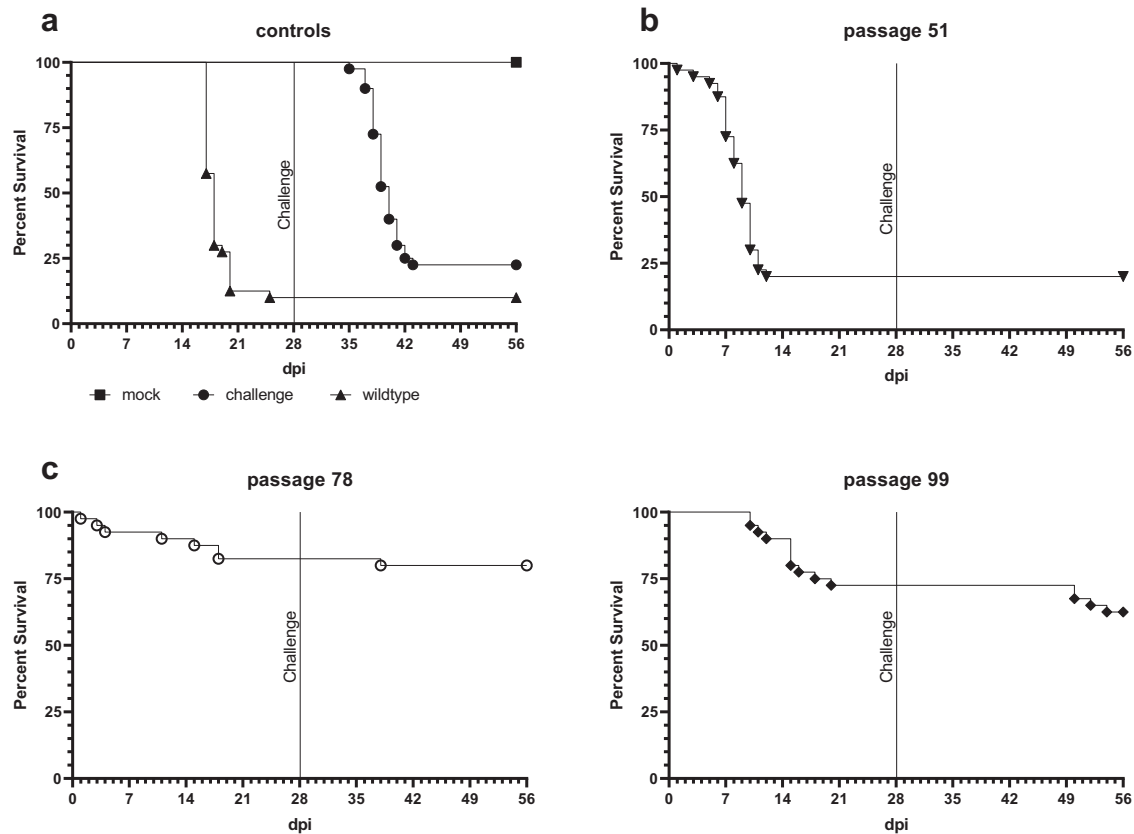 a
controls
Percent Survival
100
75
50
25
0
Challenge
0 7 14 21 28 35 42 49 56
dpi
mock challenge wildtype
b
passage 51
Percent Survival
100
75
50
25
0
Challenge
0 7 14 21 28 35 42 49 56
dpi
c
passage 78
Percent Survival
100
75
50
25
0
Challenge
0 7 14 21 28 35 42 49 56
dpi
passage 99
Percent Survival
100
75
50
25
0
Challenge
0 7 14 21 28 35 42 49 56
dpi